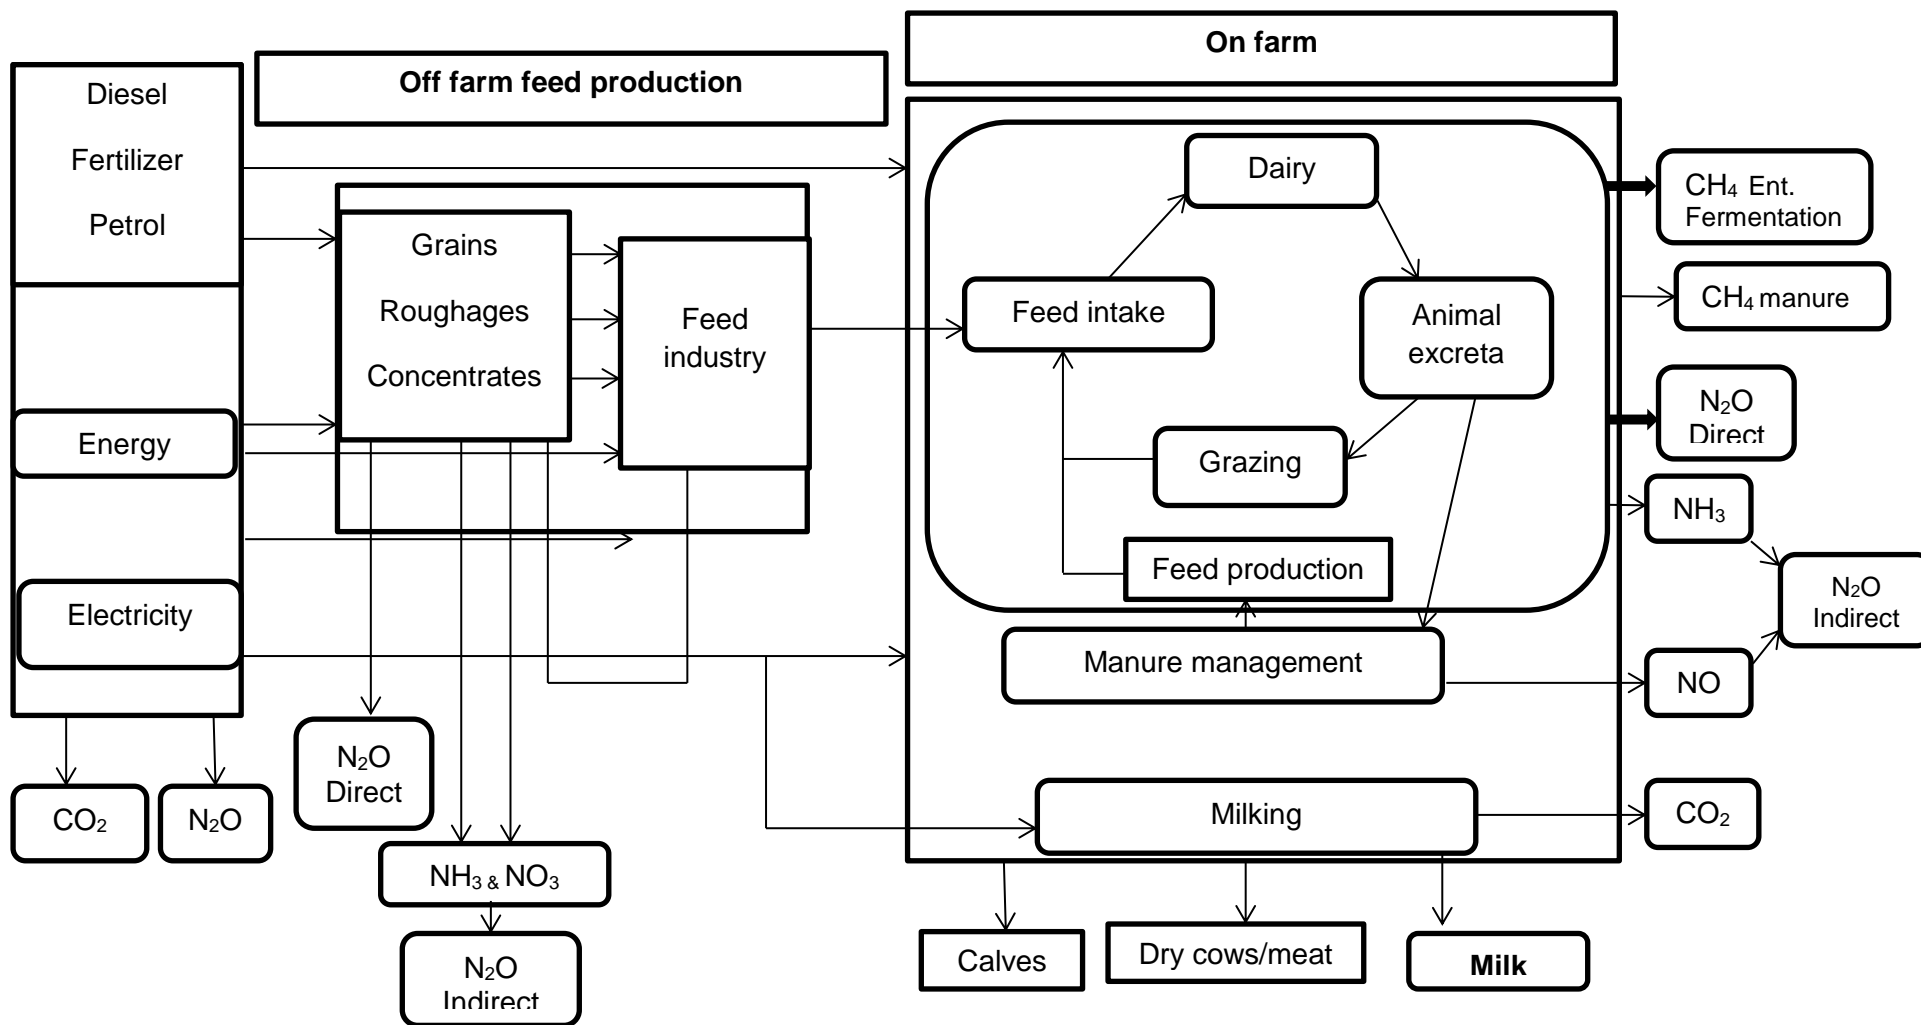 On farm
Off farm feed production
Diesel
Fertilizer
Petrol
Energy
Electricity
Grains
Roughages
Concentrates
Feed
industry
Dairy
Feed intake
Animal
excreta
Grazing
Feed production
Manure management
Milking
CH₄ Ent.
Fermentation
CH₄ manure
N₂O
Direct
NH₃
N₂O
Indirect
NO
CO₂
CO₂
N₂O
N₂O
Direct
NH₃ & NO₃
N₂O
Indirect
Calves
Dry cows/meat
Milk